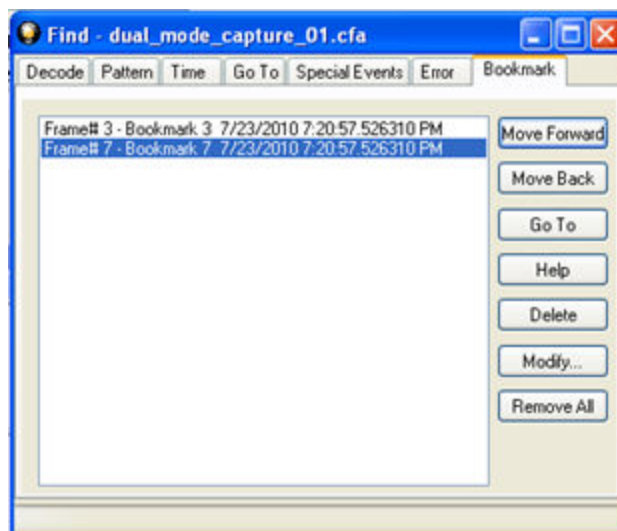 Find - dual_mode_capture_01.cfa
Decode Pattern Time Go To Special Events Error Bookmark
Frame# 3 - Bookmark 3 7/23/2010 7:20:57.526310 PM
Frame# 7 - Bookmark 7 7/23/2010 7:20:57.526310 PM
Move Forward
Move Back
Go To
Help
Delete
Modify...
Remove All